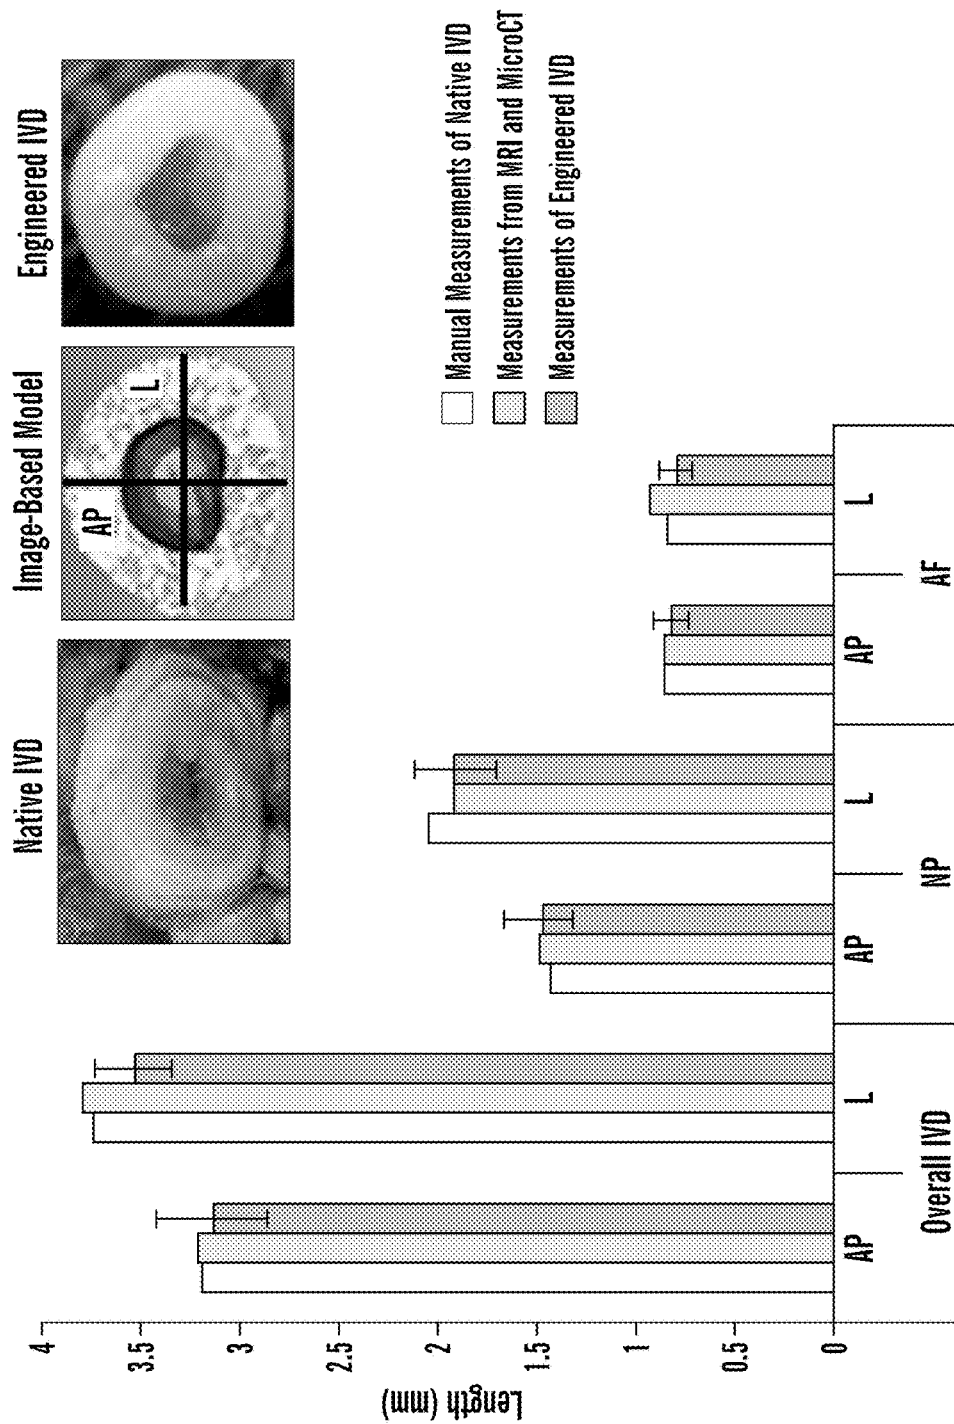 Native IVD
Image-Based Model
Engineered IVD
AP
L
Manual Measurements of Native IVD
Measurements from MRI and MicroCT
Measurements of Engineered IVD
Length (mm)
4
3.5
3
2.5
2
1.5
1
0.5
0
AP L AP L AP L
Overall IVD NP AF